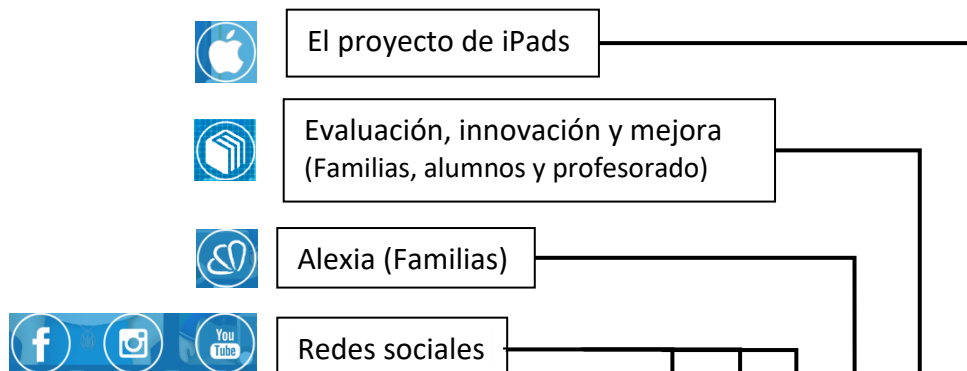 El proyecto de iPads
Evaluación, innovación y mejora
(Familias, alumnos y profesorado)
Alexia (Familias)
f
You
Tube
Redes sociales